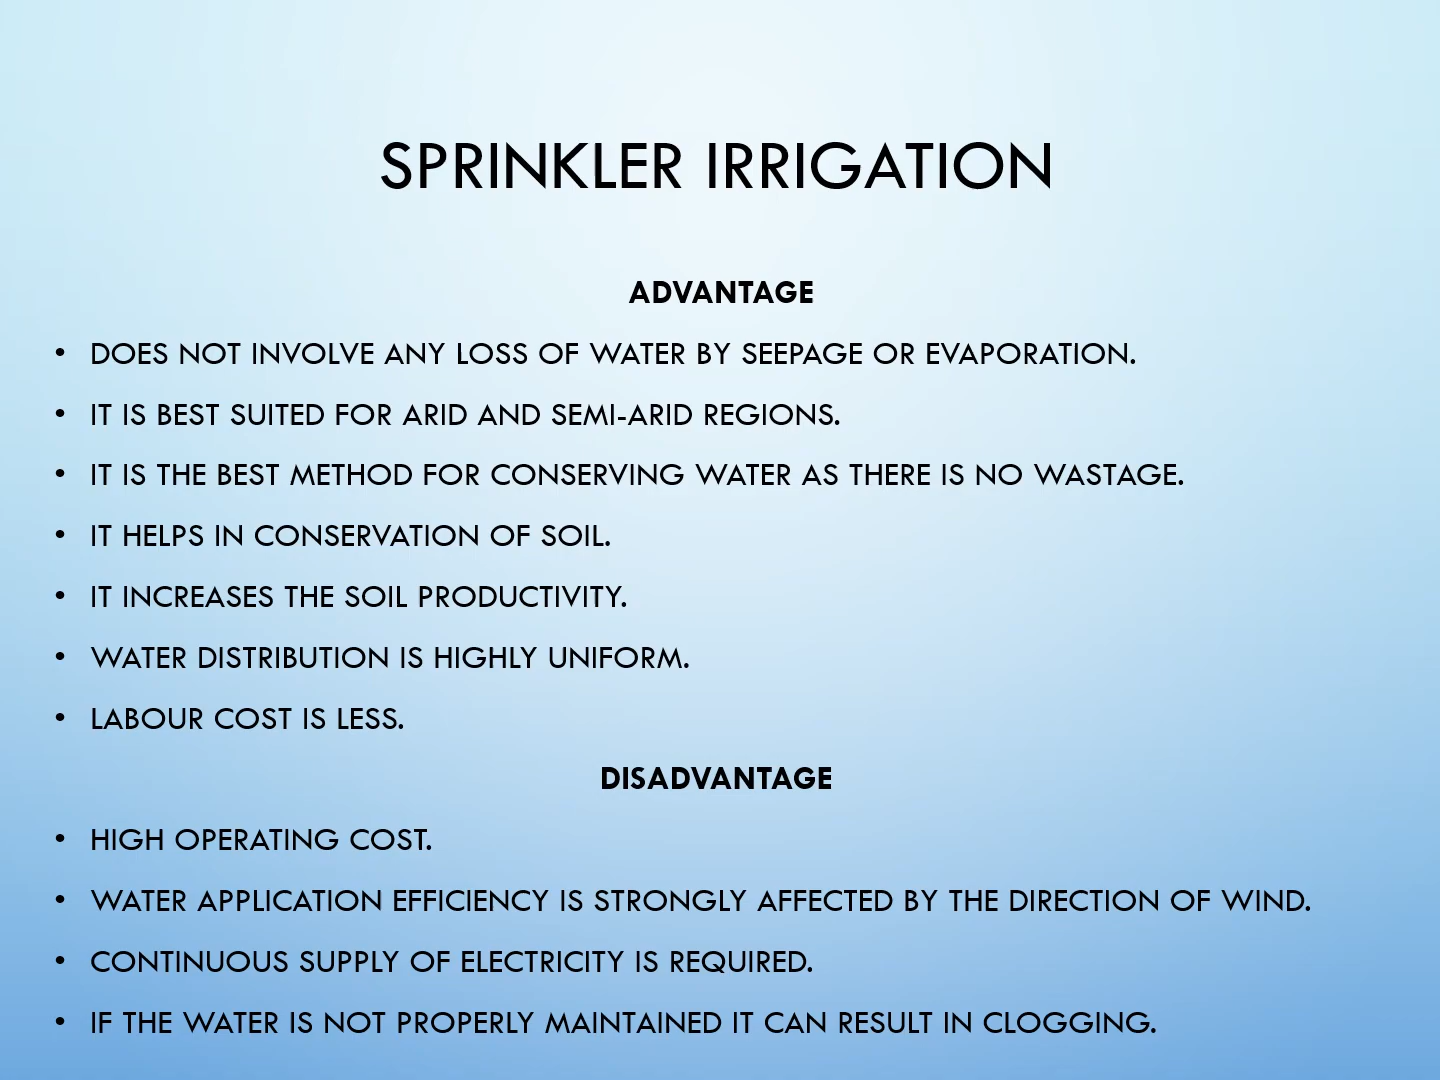 SPRINKLER IRRIGATION
ADVANTAGE
• DOES NOT INVOLVE ANY LOSS OF WATER BY SEEPAGE OR EVAPORATION.
• IT IS BEST SUITED FOR ARID AND SEMI-ARID REGIONS.
• IT IS THE BEST METHOD FOR CONSERVING WATER AS THERE IS NO WASTAGE.
• IT HELPS IN CONSERVATION OF SOIL.
• IT INCREASES THE SOIL PRODUCTIVITY.
• WATER DISTRIBUTION IS HIGHLY UNIFORM.
• LABOUR COST IS LESS.
DISADVANTAGE
• HIGH OPERATING COST.
• WATER APPLICATION EFFICIENCY IS STRONGLY AFFECTED BY THE DIRECTION OF WIND.
• CONTINUOUS SUPPLY OF ELECTRICITY IS REQUIRED.
• IF THE WATER IS NOT PROPERLY MAINTAINED IT CAN RESULT IN CLOGGING.